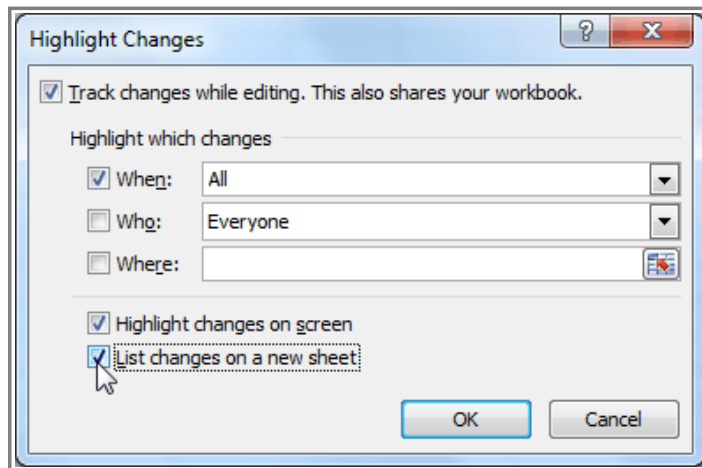 Highlight Changes
Track changes while editing. This also shares your workbook.
Highlight which changes
When: All
Who: Everyone
Where:
Highlight changes on screen
List changes on a new sheet
OK Cancel